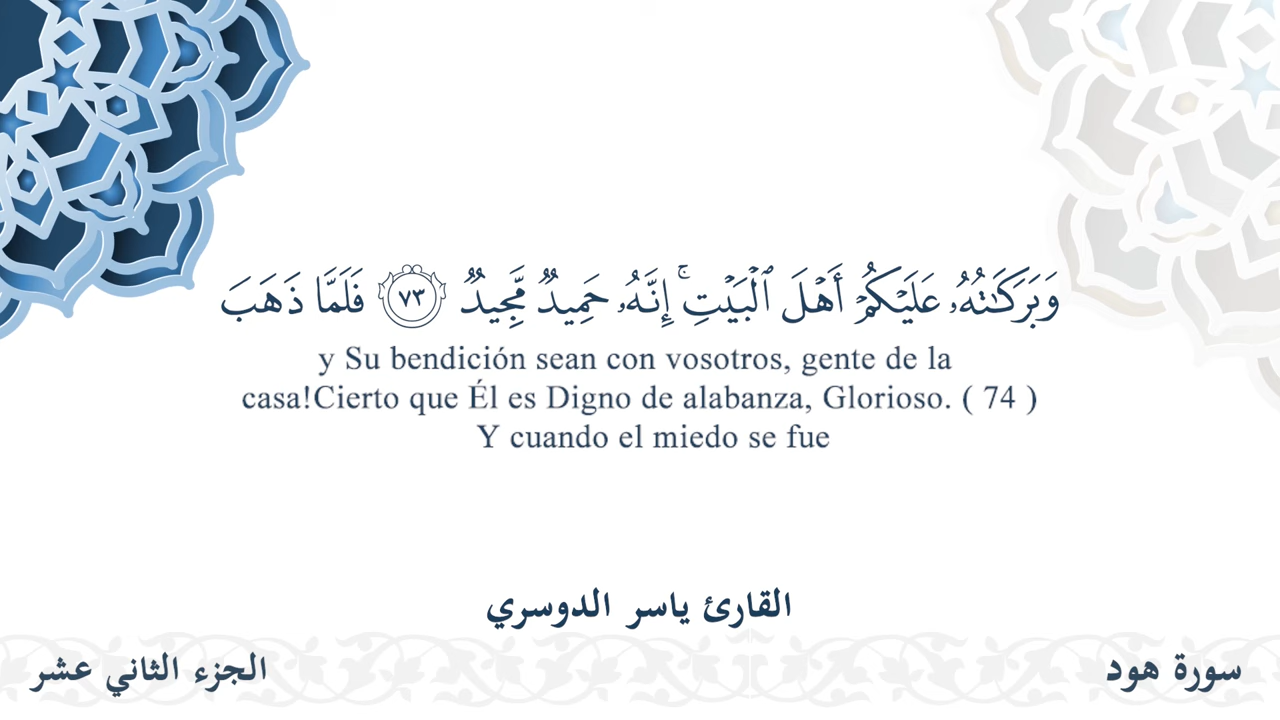 وَبَرَكَـٰتُهُۥ عَلَيۡكُمۡ أَهۡلَ ٱلۡبَيۡتِۚ إِنَّهُۥ حَمِيدٞ مَّجِيدٞ ٧٣ فَلَمَّا ذَهَبَ
y Su bendición sean con vosotros, gente de la
casa!Cierto que Él es Digno de alabanza, Glorioso. ( 74 )
Y cuando el miedo se fue
القارئ ياسر الدوسري
سورة هود
الجزء الثاني عشر